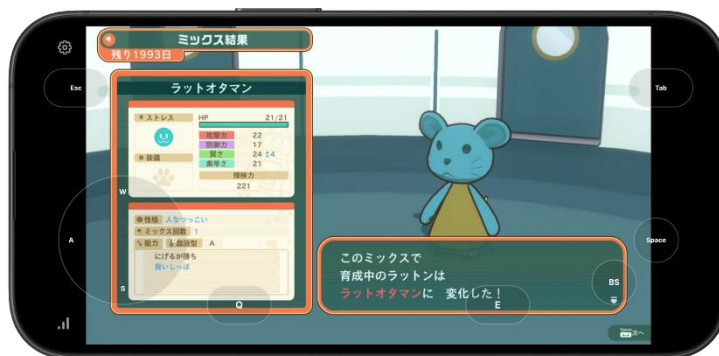 ミックス結果
残り1993日
Esc
Tab
ラットオタマン
ストレス
HP 21/21
攻撃力 22
防御力 17
賢さ 24 4
素早さ 21
装備
探検力
221
W
A
S
性格 人なつっこい
ミックス回数 1
能力 血液型 A
にげるが勝ち
賢いしっぽ
Q
このミックスで
育成中のラットンは
ラットオタマンに 変化した!
E
Space
BS
次へ